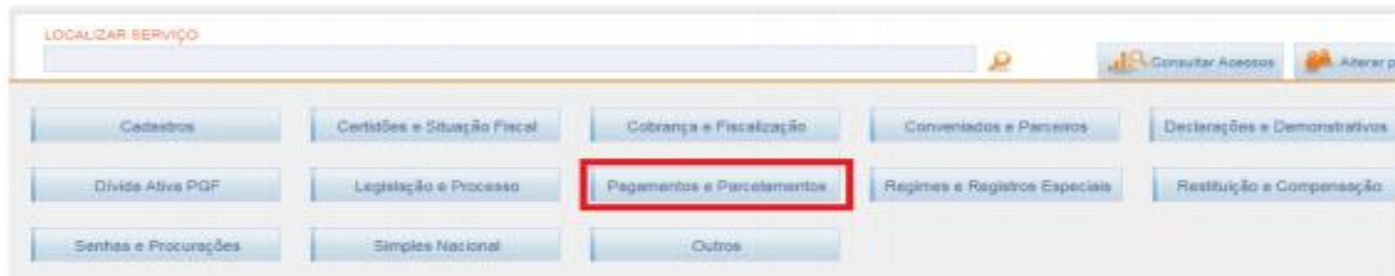 LOCALIZAR SERVIÇO
Consultar Acessos Alterar p
Cadastros Certidões e Situação Fiscal Cobrança e Fiscalização Conveniados e Parceiros Declarações e Demonstrativos
Dívida Ativa PGF Legislação e Processo Pagamentos e Parcelamentos Regimes e Registros Especiais Restituição e Compensação
Senhas e Procurações Simples Nacional Outros